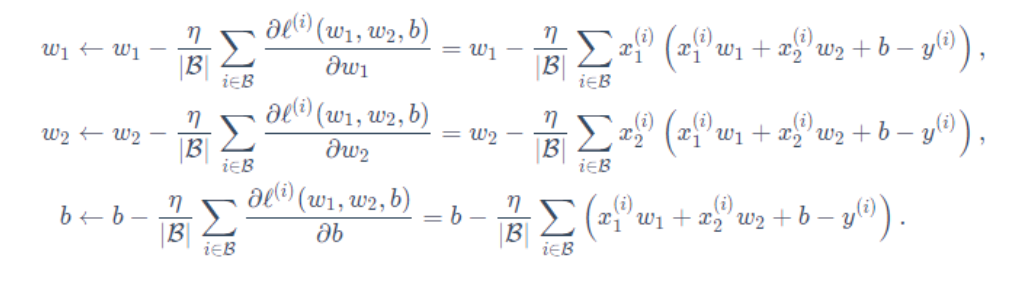 $w_1 \leftarrow w_1 - \frac{\eta}{|\mathcal{B}|} \sum_{i \in \mathcal{B}} \frac{\partial \ell^{(i)}(w_1, w_2, b)}{\partial w_1} = w_1 - \frac{\eta}{|\mathcal{B}|} \sum_{i \in \mathcal{B}} x_1^{(i)} \left( x_1^{(i)} w_1 + x_2^{(i)} w_2 + b - y^{(i)} \right),$
$w_2 \leftarrow w_2 - \frac{\eta}{|\mathcal{B}|} \sum_{i \in \mathcal{B}} \frac{\partial \ell^{(i)}(w_1, w_2, b)}{\partial w_2} = w_2 - \frac{\eta}{|\mathcal{B}|} \sum_{i \in \mathcal{B}} x_2^{(i)} \left( x_1^{(i)} w_1 + x_2^{(i)} w_2 + b - y^{(i)} \right),$
$b \leftarrow b - \frac{\eta}{|\mathcal{B}|} \sum_{i \in \mathcal{B}} \frac{\partial \ell^{(i)}(w_1, w_2, b)}{\partial b} = b - \frac{\eta}{|\mathcal{B}|} \sum_{i \in \mathcal{B}} \left( x_1^{(i)} w_1 + x_2^{(i)} w_2 + b - y^{(i)} \right).$